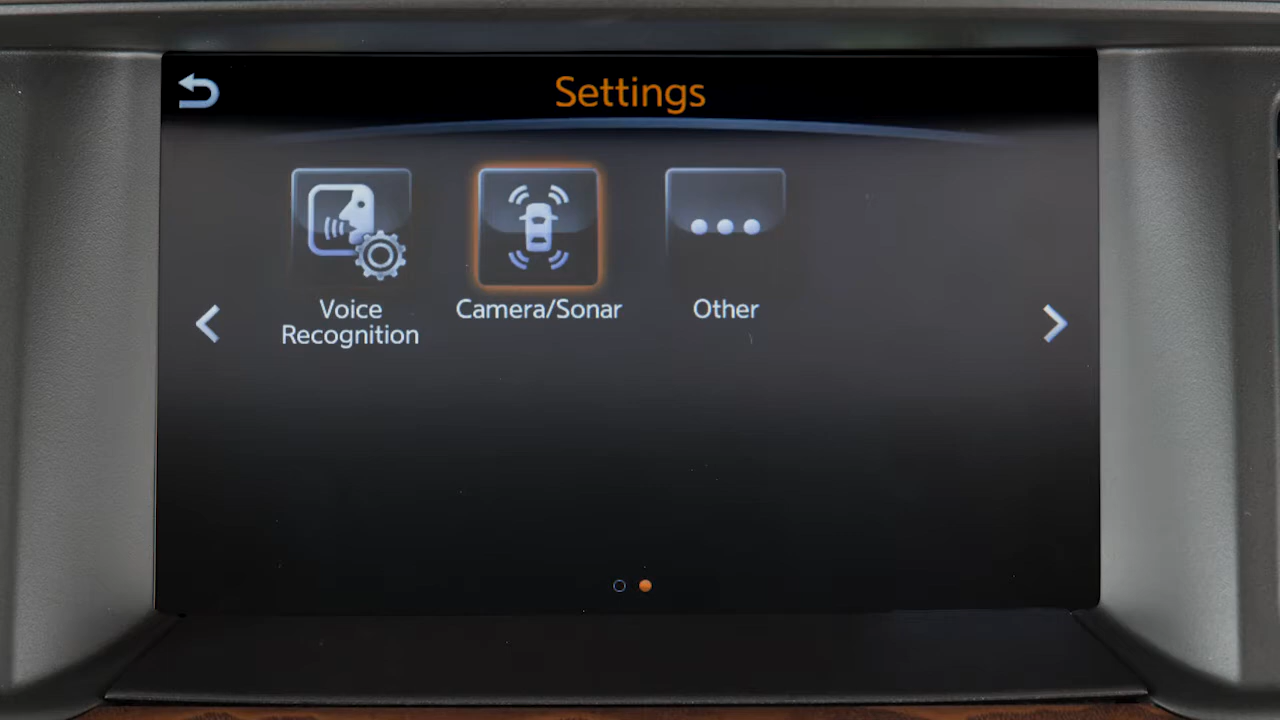 Settings
Voice
Recognition
Camera/Sonar
Other